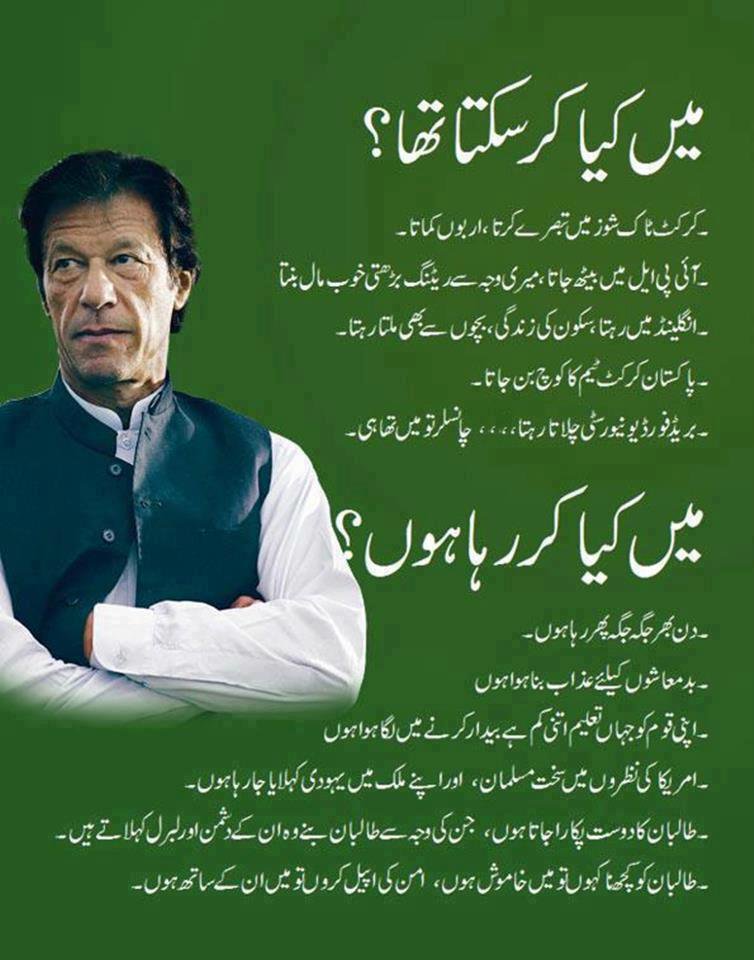 میں کیا کر سکتا تھا؟
۔کرکٹ ٹاک شوز میں تبصرے کرتا ،اربوں کماتا۔
۔آئی پی ایل میں بیٹھ جاتا ،میری وجہ سے ریٹنگ بڑھتی خوب مال بنتا
۔انگلینڈ میں رہتا ،سکون کی زندگی ،بچوں سے بھی ملتا رہتا۔
۔پاکستان کرکٹ ٹیم کا کوچ بن جاتا۔
۔بریڈفورڈ یونیورسٹی چلاتا رہتا،،،، چانسلر تو میں تھا ہی۔
میں کیا کر رہا ہوں؟
۔دن بھر جگہ جگہ پھر رہا ہوں۔
۔بدمعاشوں کیلئے عذاب بنا ہوا ہوں
۔اپنی قوم کو جہاں تعلیم اتنی کم ہے بیدار کرنے میں لگا ہوا ہوں
۔امریکا کی نظروں میں سخت مسلمان، اور اپنے ملک میں یہودی کہلایا جا رہا ہوں۔
۔طالبان کا دوست پکارا جاتا ہوں، جن کی وجہ سے طالبان بنے وہ ان کے دشمن اور لبرل کہلاتے ہیں۔
۔طالبان کو کچھ نا کہوں تو میں خاموش ہوں، امن کی اپیل کروں تو میں ان کے ساتھ ہوں۔